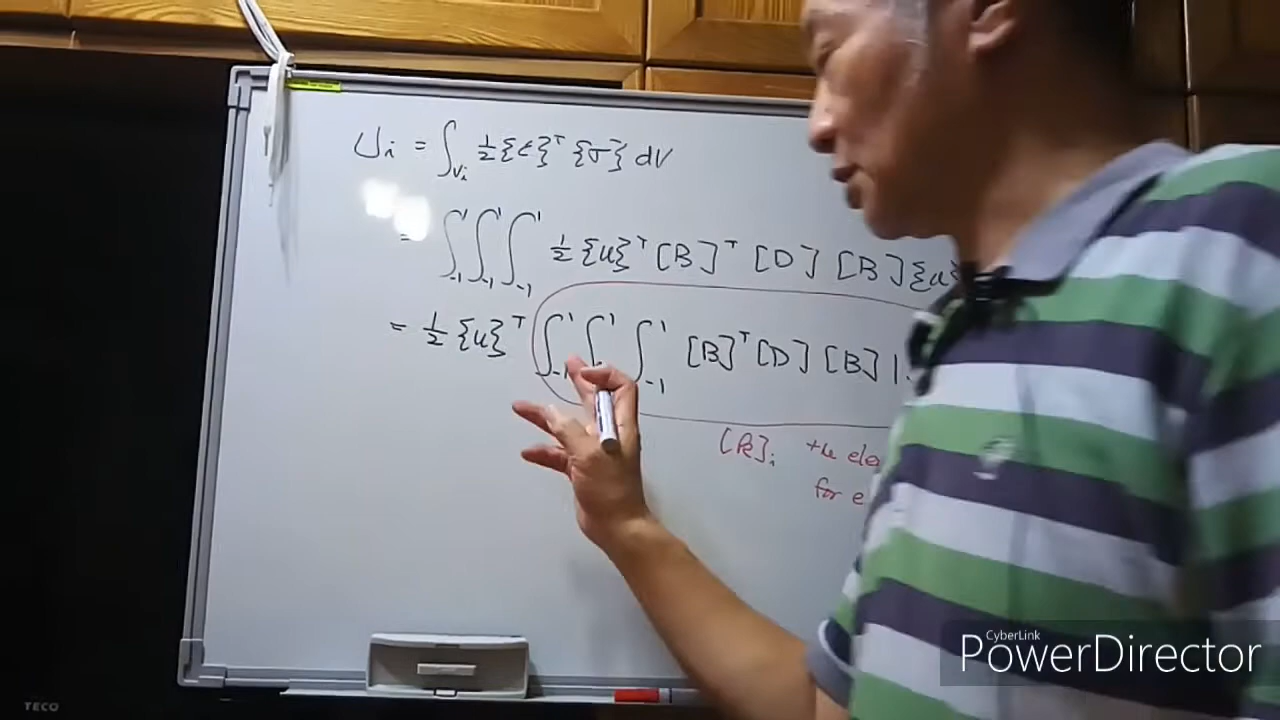 Uᵢ = ∫_Vᵢ ½{ε}ᵀ{σ} dV
= ∫₋₁¹ ∫₋₁¹ ∫₋₁¹ ½{u}ᵀ[B]ᵀ[D][B]{u}
= ½{u}ᵀ ∫₋₁¹ ∫₋₁¹ ∫₋₁¹ [B]ᵀ[D][B] |
[k]ᵢ the ele
for e
CyberLink
PowerDirector
TECO